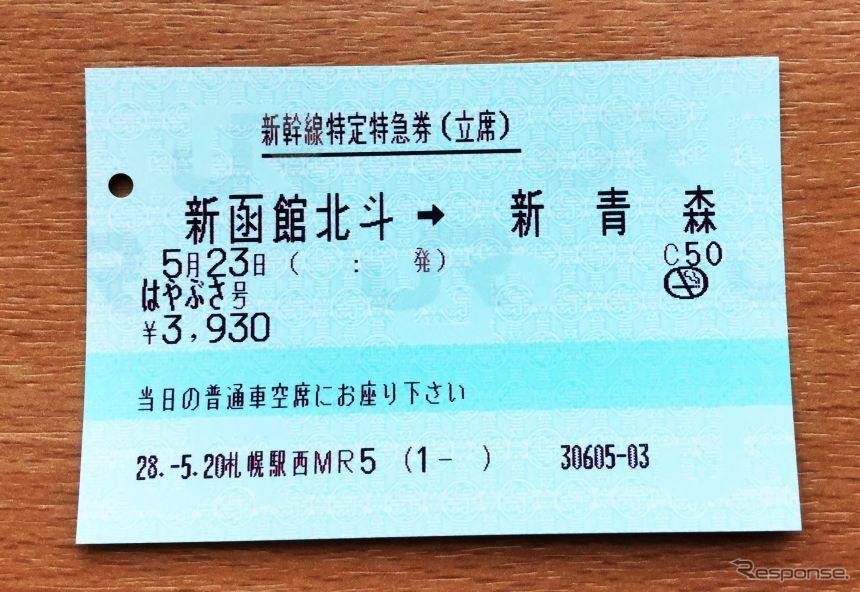 新幹線特定特急券(立席)
新函館北斗 → 新青森
5月23日 ( : 発) C50
はやぶさ号
¥3,930
当日の普通車空席にお座り下さい
28.-5.20札幌駅西MR5 (1- ) 30605-03
Response.